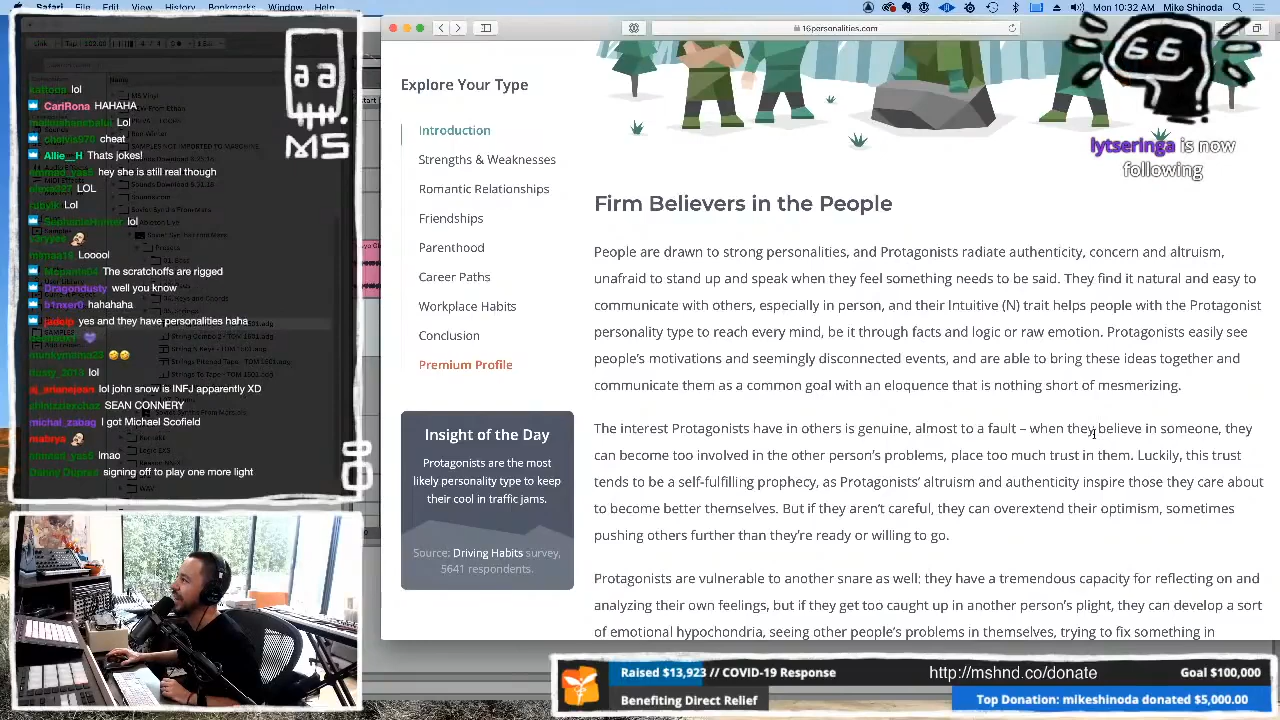 Safari
Mon 10:32 AM Mike Shinoda
16personalities.com
aa
MS
66
lytseringa is now
following
kattoqa lol
CariRona HAHAHA
Lol
cheat
Allie__H Thats jokes!
hy she is still real though
LOL
Lol
lol
Looool
The scratchoffs are rigged
Dragondusty well you know
b1nxer0 hahahaha
jadcip yes and they have personalities haha
munkymama23
dusty_2013 lol
lol john snow is INFJ apparently XD
SEAN CONNERY
michal_zabag I got Michael Scofield
mabrya
lmao
Danny Dupred signing off to play one more light
Explore Your Type
Introduction
Strengths & Weaknesses
Romantic Relationships
Friendships
Parenthood
Career Paths
Workplace Habits
Conclusion
Premium Profile
Insight of the Day
Protagonists are the most
likely personality type to keep
their cool in traffic jams.
Source: Driving Habits survey,
5641 respondents.
Firm Believers in the People
People are drawn to strong personalities, and Protagonists radiate authenticity, concern and altruism,
unafraid to stand up and speak when they feel something needs to be said. They find it natural and easy to
communicate with others, especially in person, and their Intuitive (N) trait helps people with the Protagonist
personality type to reach every mind, be it through facts and logic or raw emotion. Protagonists easily see
people's motivations and seemingly disconnected events, and are able to bring these ideas together and
communicate them as a common goal with an eloquence that is nothing short of mesmerizing.
The interest Protagonists have in others is genuine, almost to a fault – when they believe in someone, they
can become too involved in the other person's problems, place too much trust in them. Luckily, this trust
tends to be a self-fulfilling prophecy, as Protagonists' altruism and authenticity inspire those they care about
to become better themselves. But if they aren't careful, they can overextend their optimism, sometimes
pushing others further than they're ready or willing to go.
Protagonists are vulnerable to another snare as well: they have a tremendous capacity for reflecting on and
analyzing their own feelings, but if they get too caught up in another person's plight, they can develop a sort
of emotional hypochondria, seeing other people's problems in themselves, trying to fix something in
Raised $13,923 // COVID-19 Response http://mshnd.co/donate Goal $100,000
Benefiting Direct Relief Top Donation: mikeshinoda donated $5,000.00